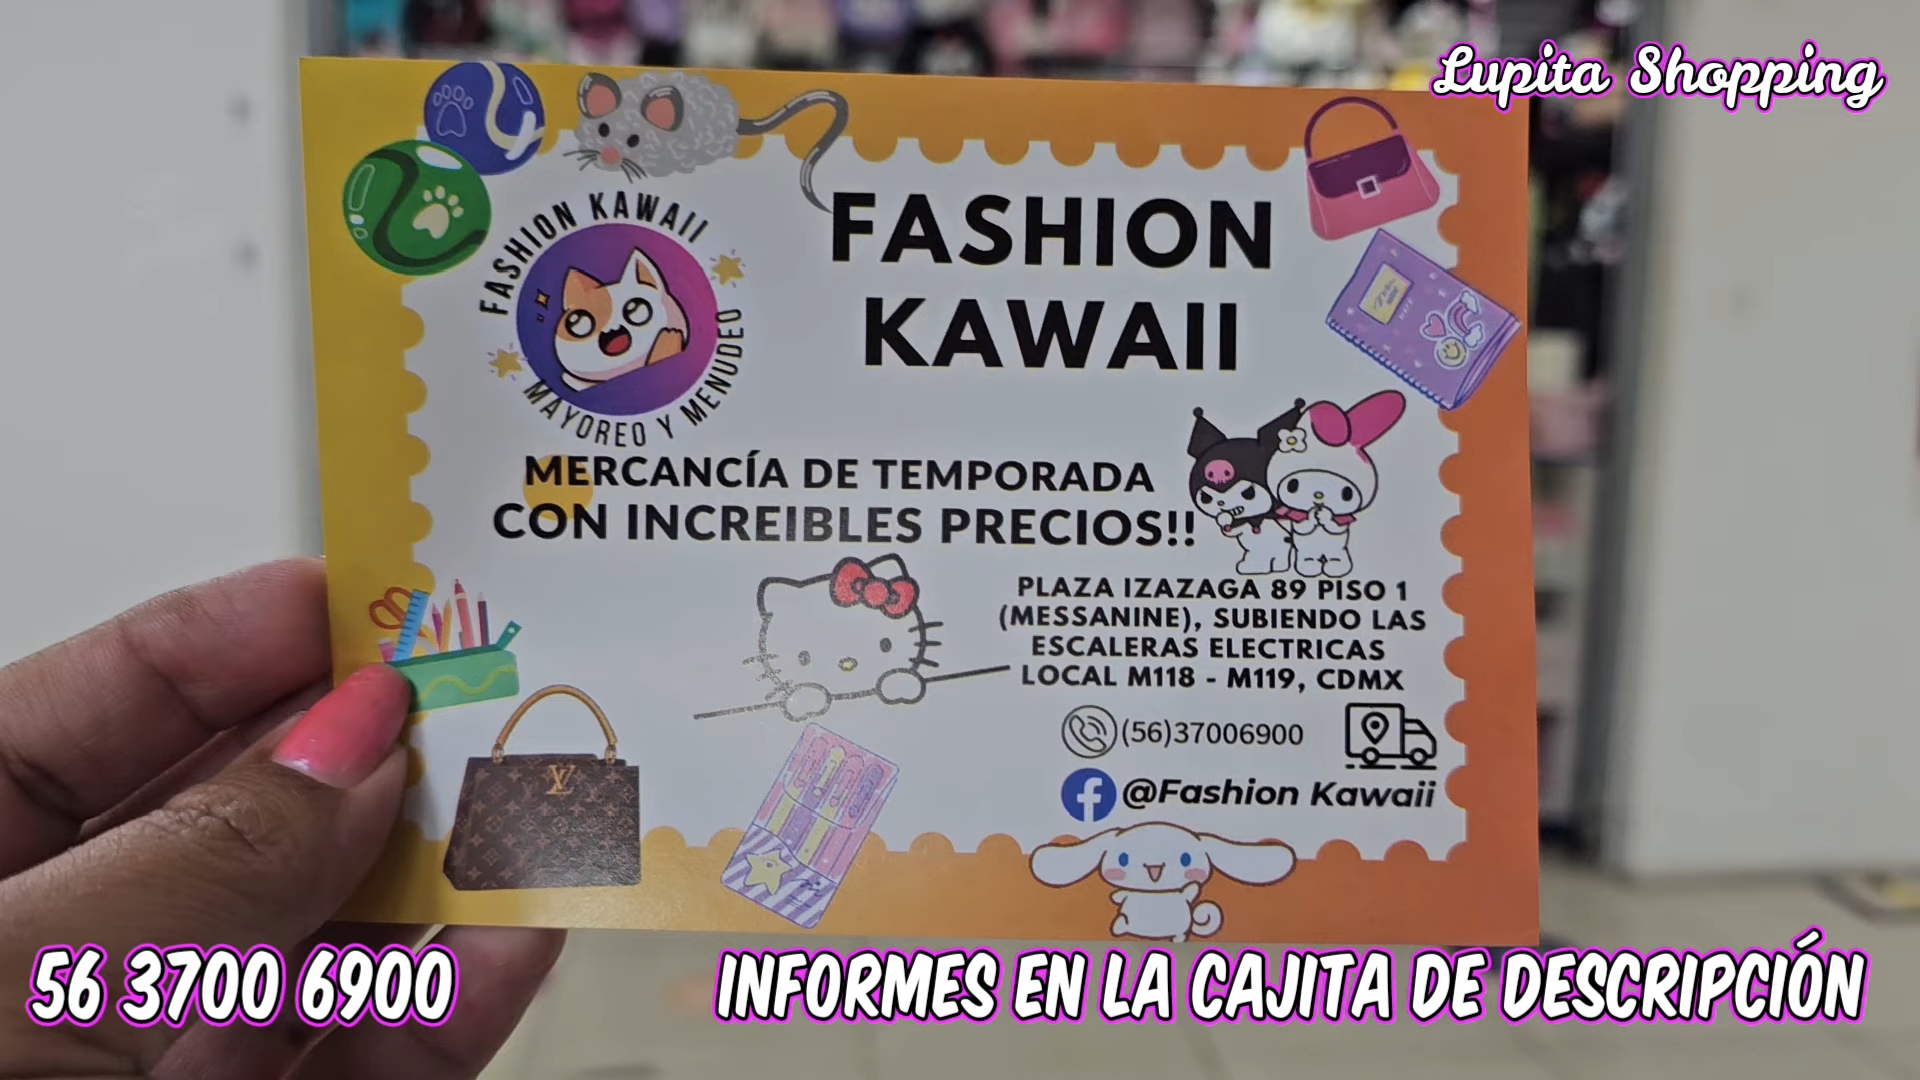 Lupita Shopping
FASHION KAWAII
MAYOREO Y MENUDEO
FASHION
KAWAII
MERCANCÍA DE TEMPORADA
CON INCREIBLES PRECIOS!!
PLAZA IZAZAGA 89 PISO 1
(MESSANINE), SUBIENDO LAS
ESCALERAS ELECTRICAS
LOCAL M118 - M119, CDMX
(56)37006900
@Fashion Kawaii
LV
56 3700 6900
INFORMES EN LA CAJITA DE DESCRIPCIÓN